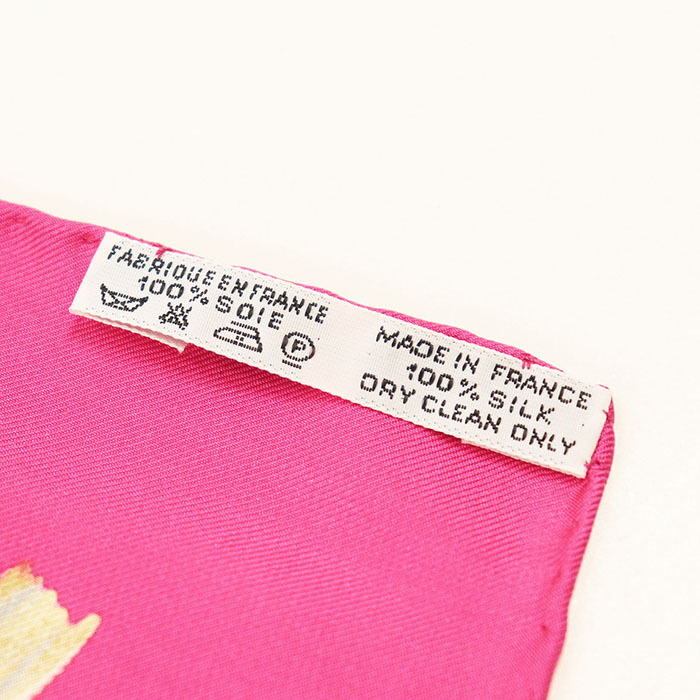 FABRIQUE EN FRANCE
100% SOIE
P
MADE IN FRANCE
100% SILK
DRY CLEAN ONLY